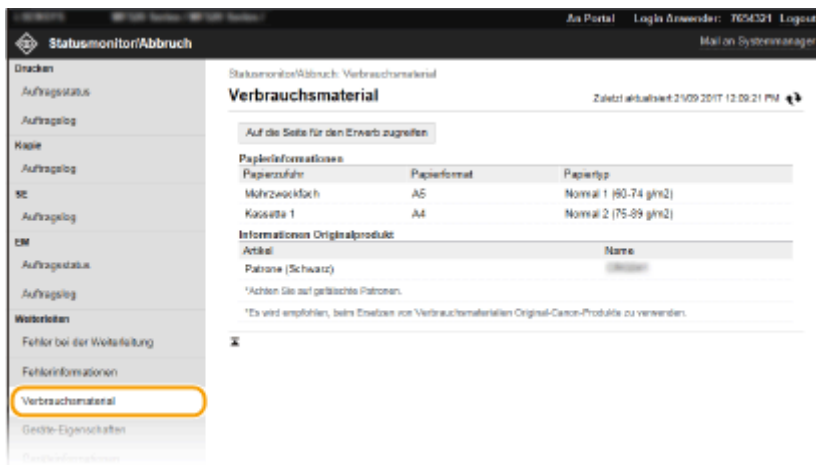 An Portal Login Anwender: 7654321 Logout
Statusmonitor/Abbruch Mail an Systemmanager
Drucken
Auftragsstatus
Auftragslog
Kopie
Auftragslog
SE
Auftragslog
EM
Auftragsstatus
Auftragslog
Weiterleiten
Fehler bei der Weiterleitung
Fehlerinformationen
Verbrauchsmaterial
Geräte-Eigenschaften
Statusmonitor/Abbruch: Verbrauchsmaterial
Verbrauchsmaterial Zuletzt aktualisiert:21/09 2017 12:09:21 PM
Auf die Seite für den Erwerb zugreifen
Papierinformationen
Papierzufuhr Papierformat Papiertyp
Mehrzweckfach A5 Normal 1 (60-74 g/m2)
Kassette 1 A4 Normal 2 (75-89 g/m2)
Informationen Originalprodukt
Artikel Name
Patrone (Schwarz)
*Achten Sie auf gefälschte Patronen.
*Es wird empfohlen, beim Ersetzen von Verbrauchsmaterialien Original-Canon-Produkte zu verwenden.